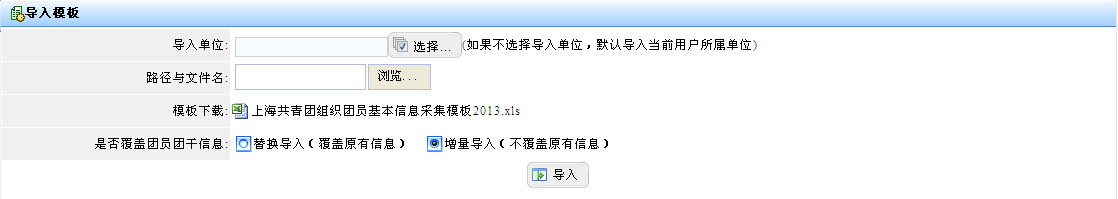 导入模板
导入单位: 选择... (如果不选择导入单位，默认导入当前用户所属单位)
路径与文件名: 浏览...
模板下载: 上海共青团组织团员基本信息采集模板2013.xls
是否覆盖团员团干信息: 替换导入（覆盖原有信息） 增量导入（不覆盖原有信息）
导入